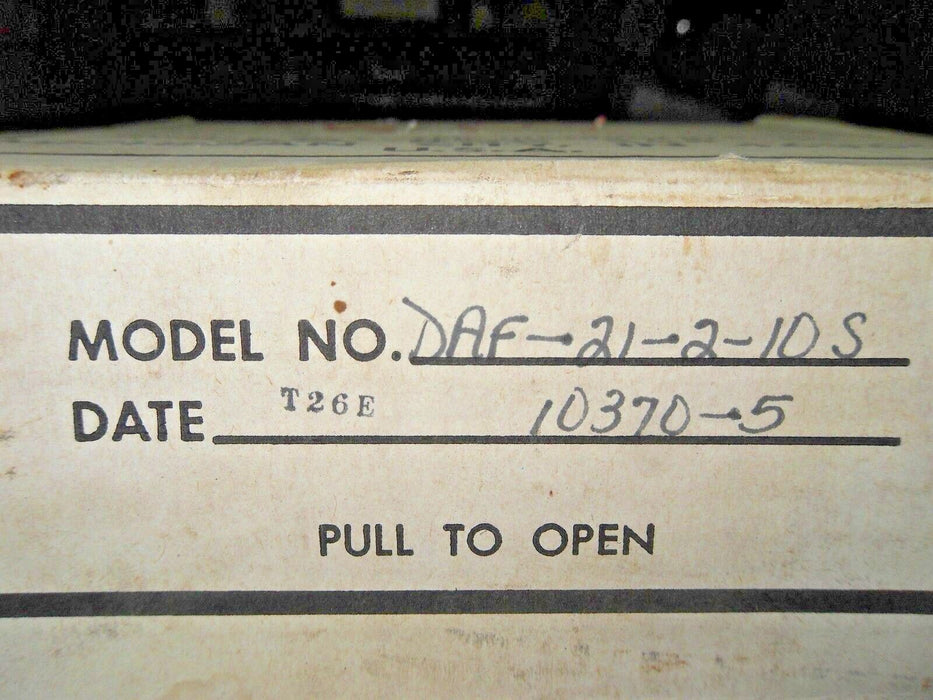 U.S.A.
MODEL NO. DAF-21-2-10S
DATE T26E 10370-5
PULL TO OPEN